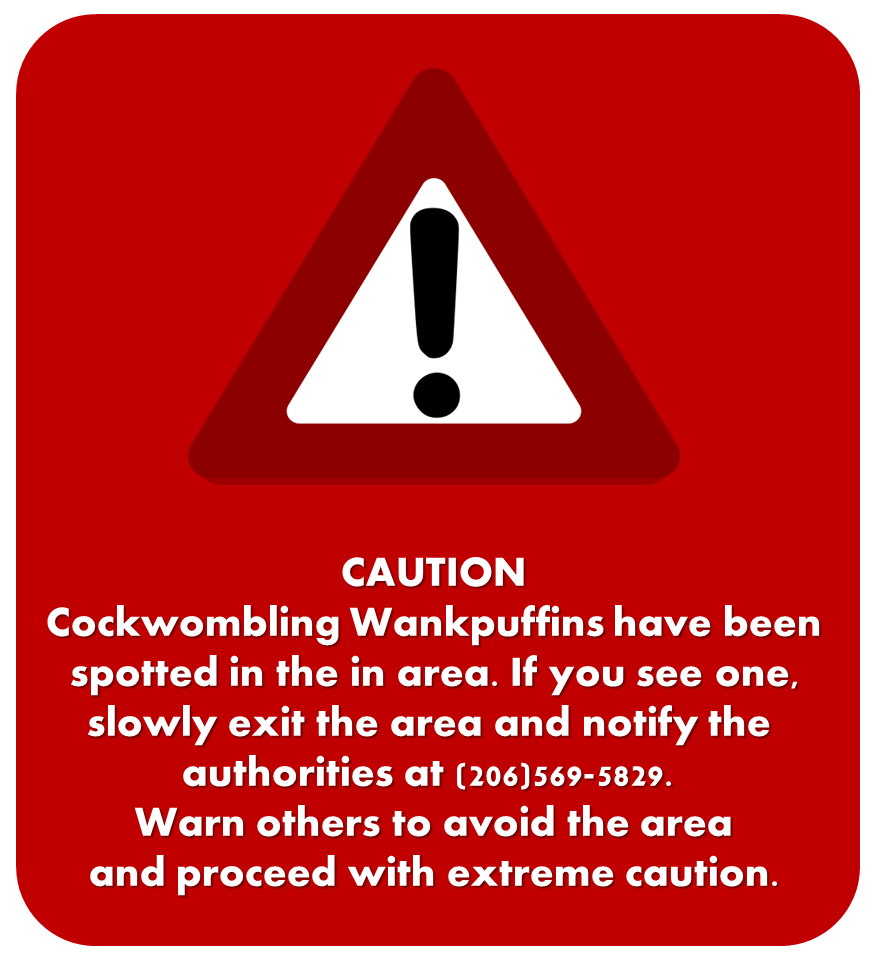 CAUTION
Cockwombling Wankpuffins have been
spotted in the in area. If you see one,
slowly exit the area and notify the
authorities at (206)569-5829.
Warn others to avoid the area
and proceed with extreme caution.